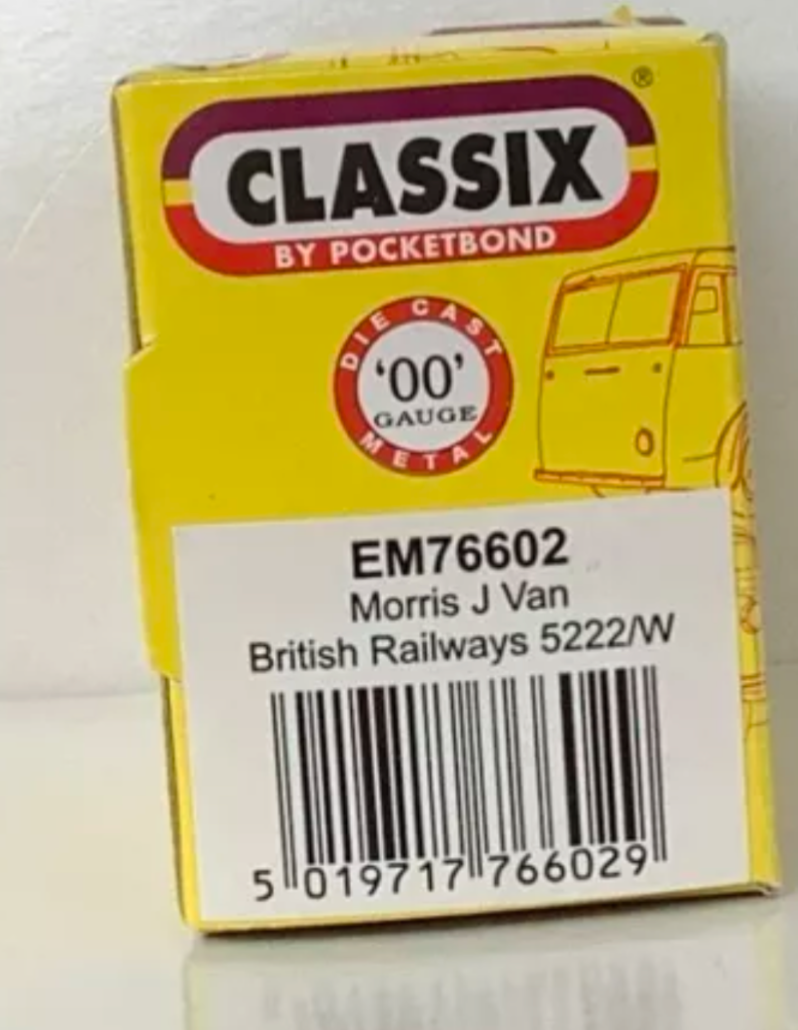 ®
CLASSIX
BY POCKETBOND
DIE CAST
'00'
GAUGE
METAL
EM76602
Morris J Van
British Railways 5222/W
5 019717 766029